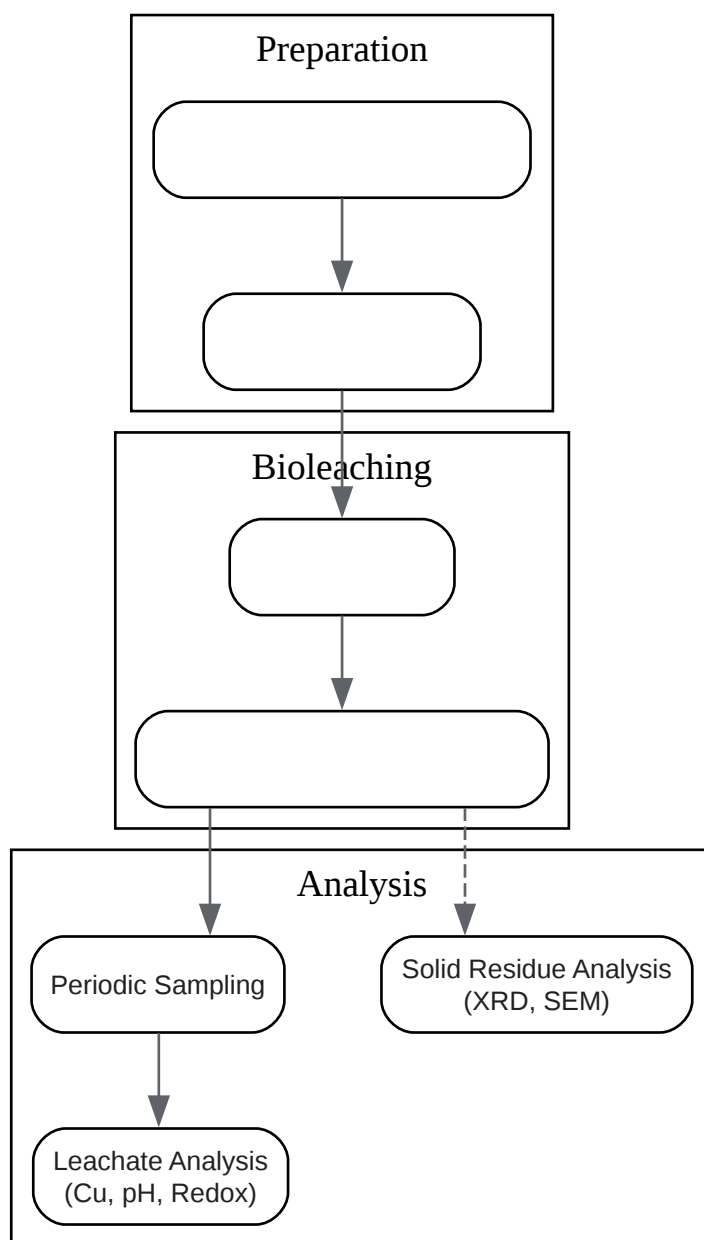 Preparation
Bioleaching
Analysis
Periodic Sampling
Solid Residue Analysis
(XRD, SEM)
Leachate Analysis
(Cu, pH, Redox)